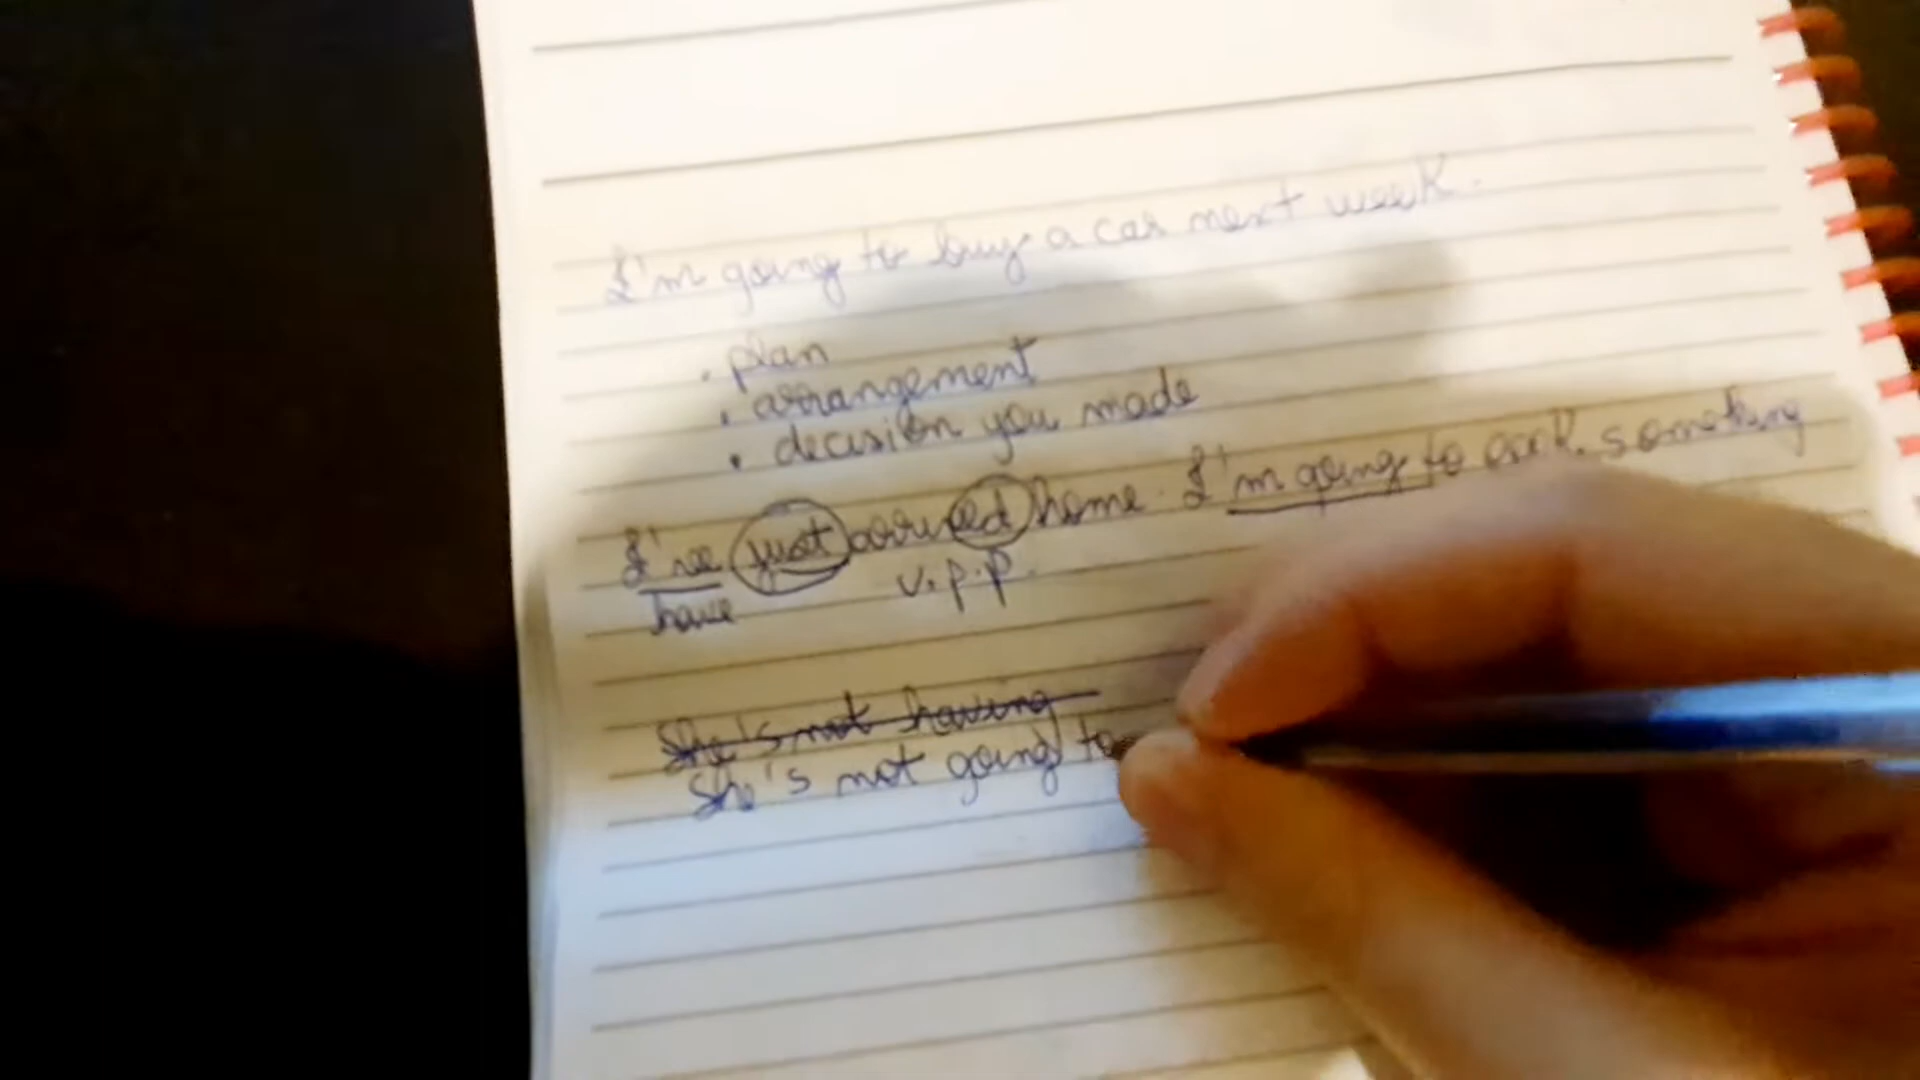 I'm going to buy a car next week.
. plan
. arrangement
. decision you made
I've just arrived home. I'm going to cook something
have v.p.p.
She's not having
She's not going to